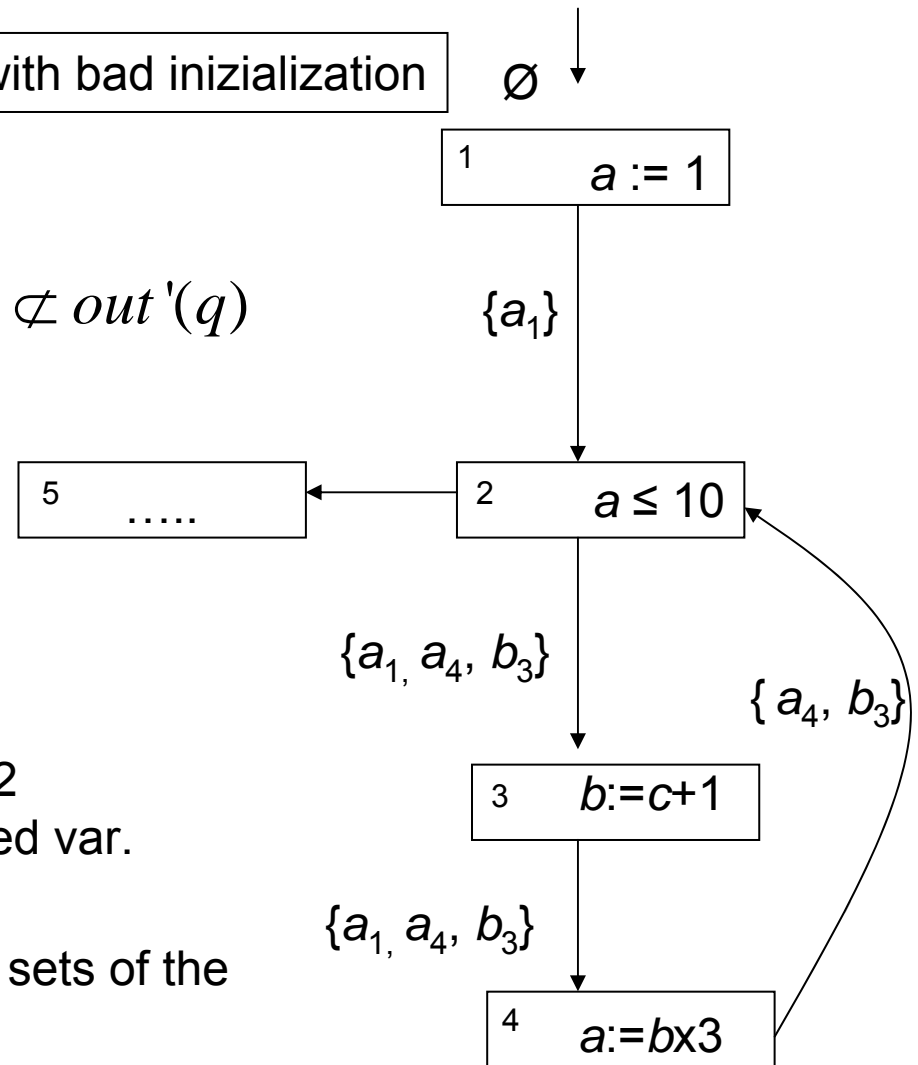 with bad inizialization
Ø
1 a := 1
⊄ out '(q)
{a₁}
5 .....
2 a ≤ 10
{a₁, a₄, b₃}
{ a₄, b₃}
2
3 b:=c+1
ed var.
{a₁, a₄, b₃}
sets of the
4 a:=bx3